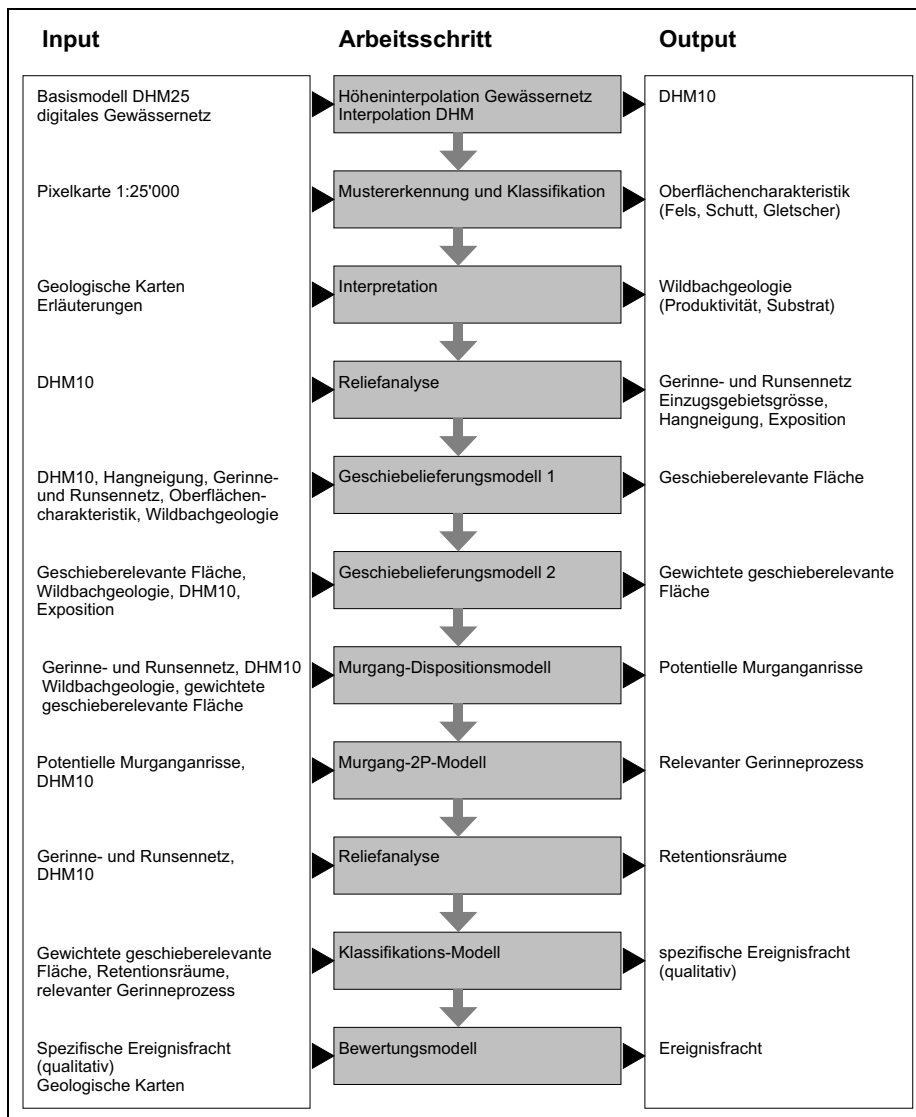 Input
Arbeitsschritt
Output
Basismodell DHM25
digitales Gewässernetz
Höheninterpolation Gewässernetz
Interpolation DHM
DHM10
Pixelkarte 1:25'000
Mustererkennung und Klassifikation
Oberflächencharakteristik
(Fels, Schutt, Gletscher)
Geologische Karten
Erläuterungen
Interpretation
Wildbachgeologie
(Produktivität, Substrat)
DHM10
Reliefanalyse
Gerinne- und Runsennetz
Einzugsgebietsgrösse,
Hangneigung, Exposition
DHM10, Hangneigung, Gerinne-
und Runsennetz, Oberflächen-
charakteristik, Wildbachgeologie
Geschiebelieferungsmodell 1
Geschieberelevante Fläche
Geschieberelevante Fläche,
Wildbachgeologie, DHM10,
Exposition
Geschiebelieferungsmodell 2
Gewichtete geschieberelevante
Fläche
Gerinne- und Runsennetz, DHM10
Wildbachgeologie, gewichtete
geschieberelevante Fläche
Murgang-Dispositionsmodell
Potentielle Murganganrisse
Potentielle Murganganrisse,
DHM10
Murgang-2P-Modell
Relevanter Gerinneprozess
Gerinne- und Runsennetz,
DHM10
Reliefanalyse
Retentionsräume
Gewichtete geschieberelevante
Fläche, Retentionsräume,
relevanter Gerinneprozess
Klassifikations-Modell
spezifische Ereignisfracht
(qualitativ)
Spezifische Ereignisfracht
(qualitativ)
Geologische Karten
Bewertungsmodell
Ereignisfracht